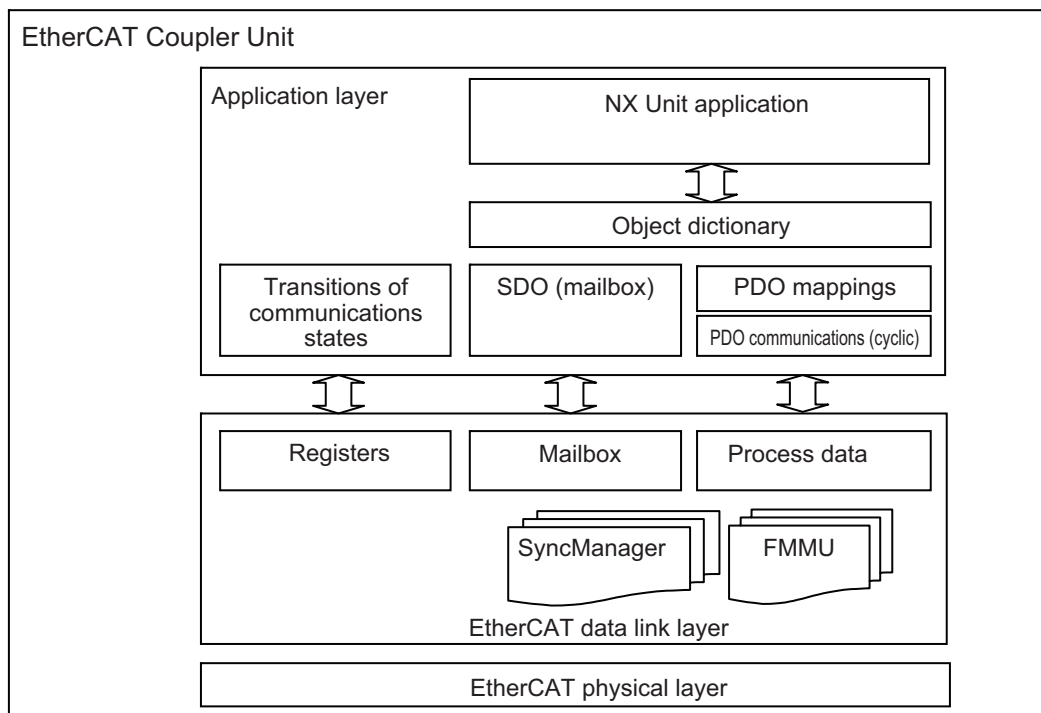 EtherCAT Coupler Unit
Application layer
NX Unit application
Object dictionary
Transitions of
communications
states
SDO (mailbox)
PDO mappings
PDO communications (cyclic)
Registers
Mailbox
Process data
SyncManager
FMMU
EtherCAT data link layer
EtherCAT physical layer